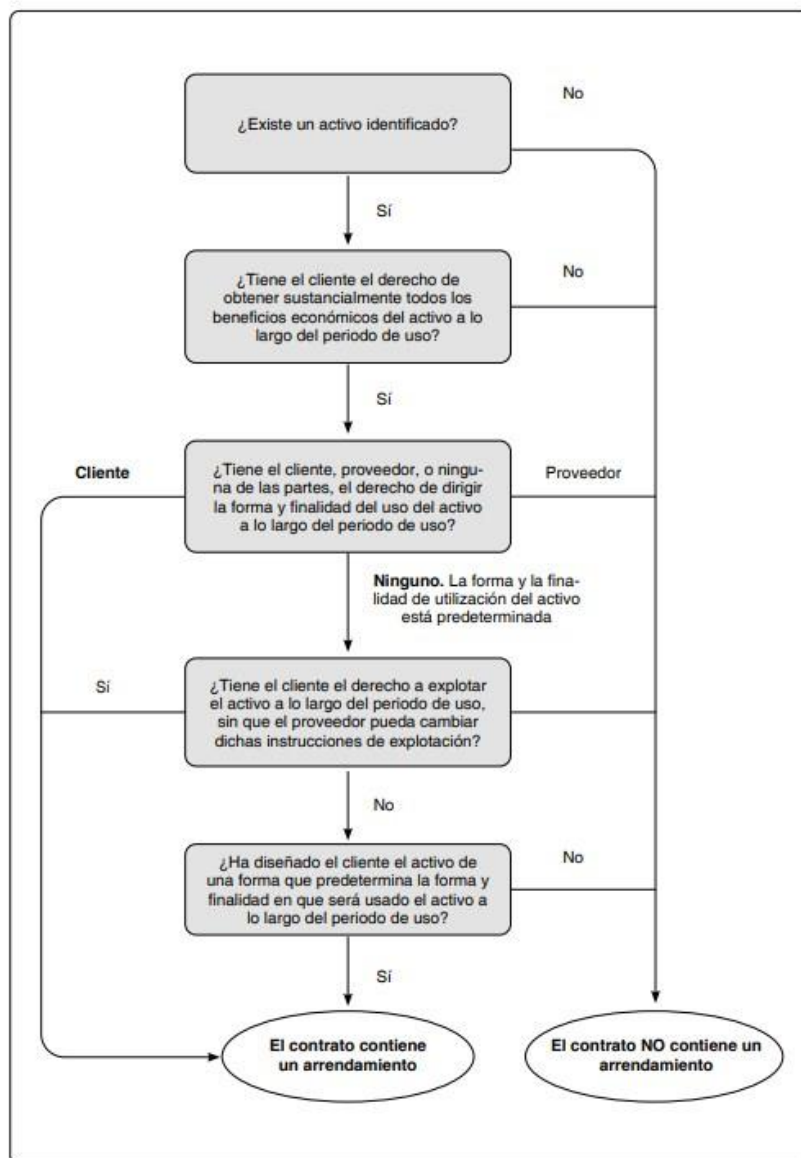 ¿Existe un activo identificado?
No
Sí
¿Tiene el cliente el derecho de
obtener sustancialmente todos los
beneficios económicos del activo a lo
largo del periodo de uso?
No
Sí
Cliente
¿Tiene el cliente, proveedor, o ningu-
na de las partes, el derecho de dirigir
la forma y finalidad del uso del activo
a lo largo del periodo de uso?
Proveedor
Ninguno. La forma y la fina-
lidad de utilización del activo
está predeterminada
Sí
¿Tiene el cliente el derecho a explotar
el activo a lo largo del periodo de uso,
sin que el proveedor pueda cambiar
dichas instrucciones de explotación?
No
¿Ha diseñado el cliente el activo de
una forma que predetermina la forma y
finalidad en que será usado el activo a
lo largo del periodo de uso?
No
Sí
El contrato contiene
un arrendamiento
El contrato NO contiene un
arrendamiento